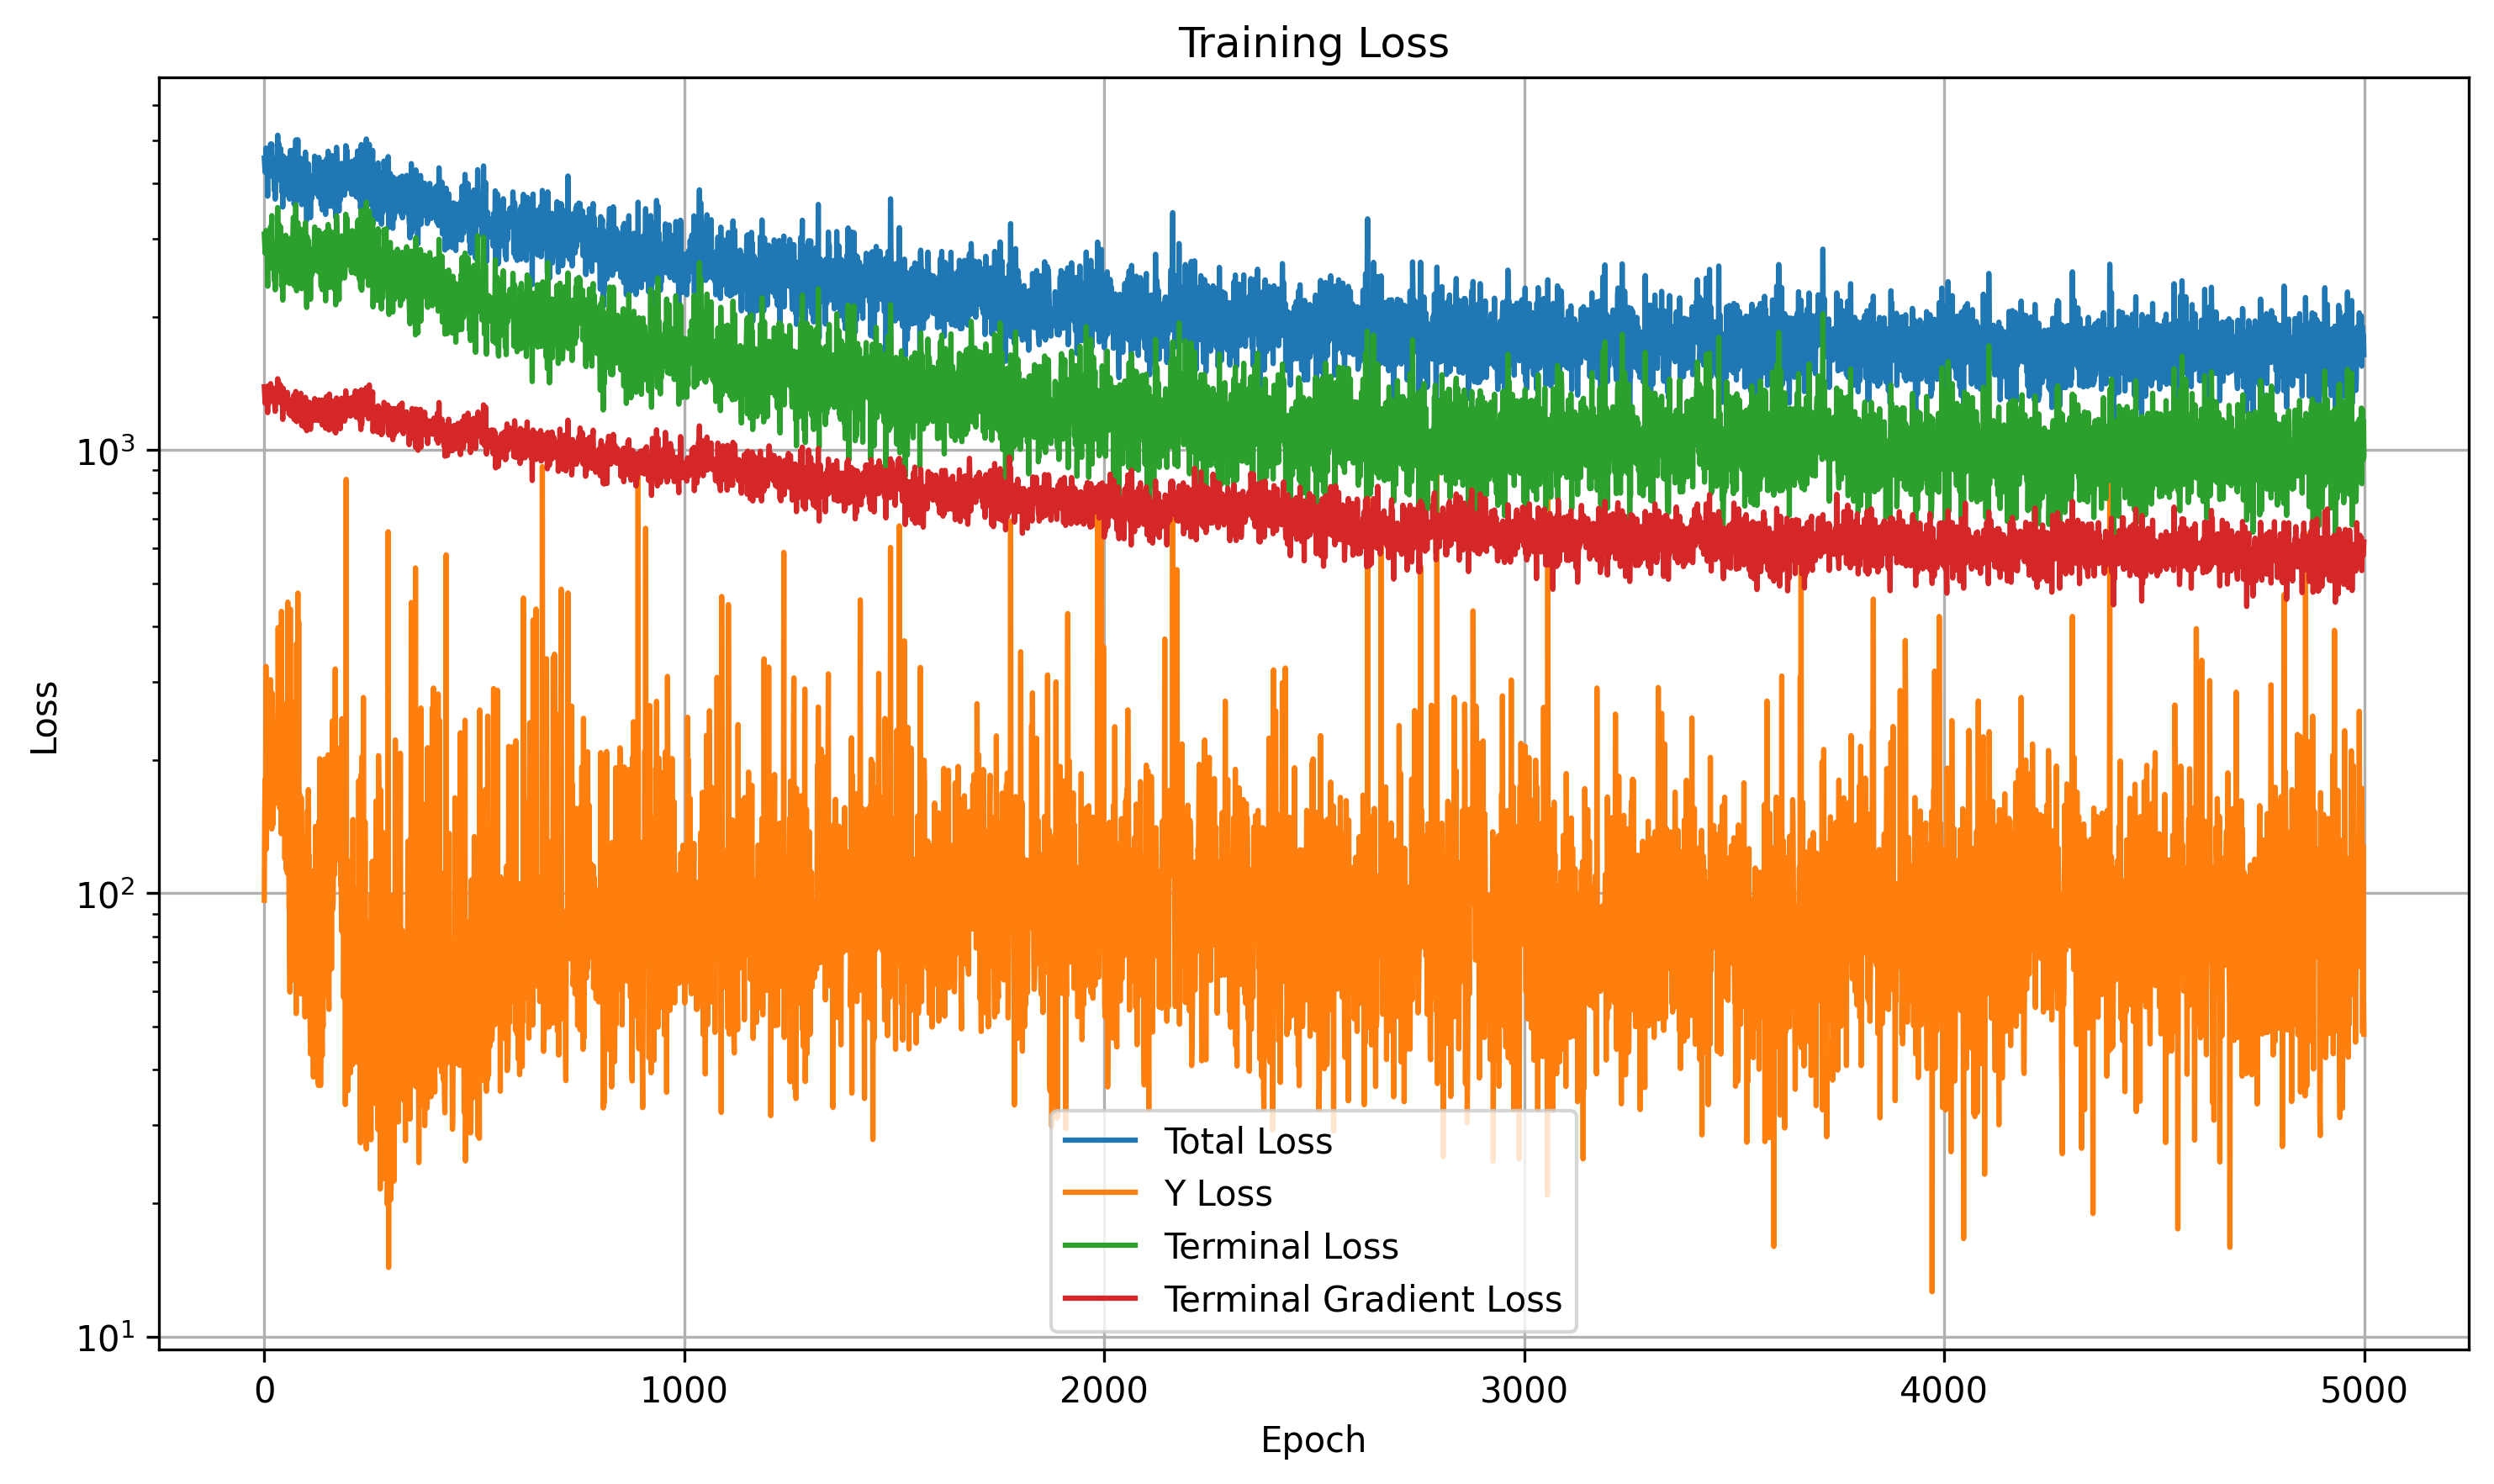 Training Loss
Loss
10³
10²
10¹
Total Loss
Y Loss
Terminal Loss
Terminal Gradient Loss
0 1000 2000 3000 4000 5000
Epoch